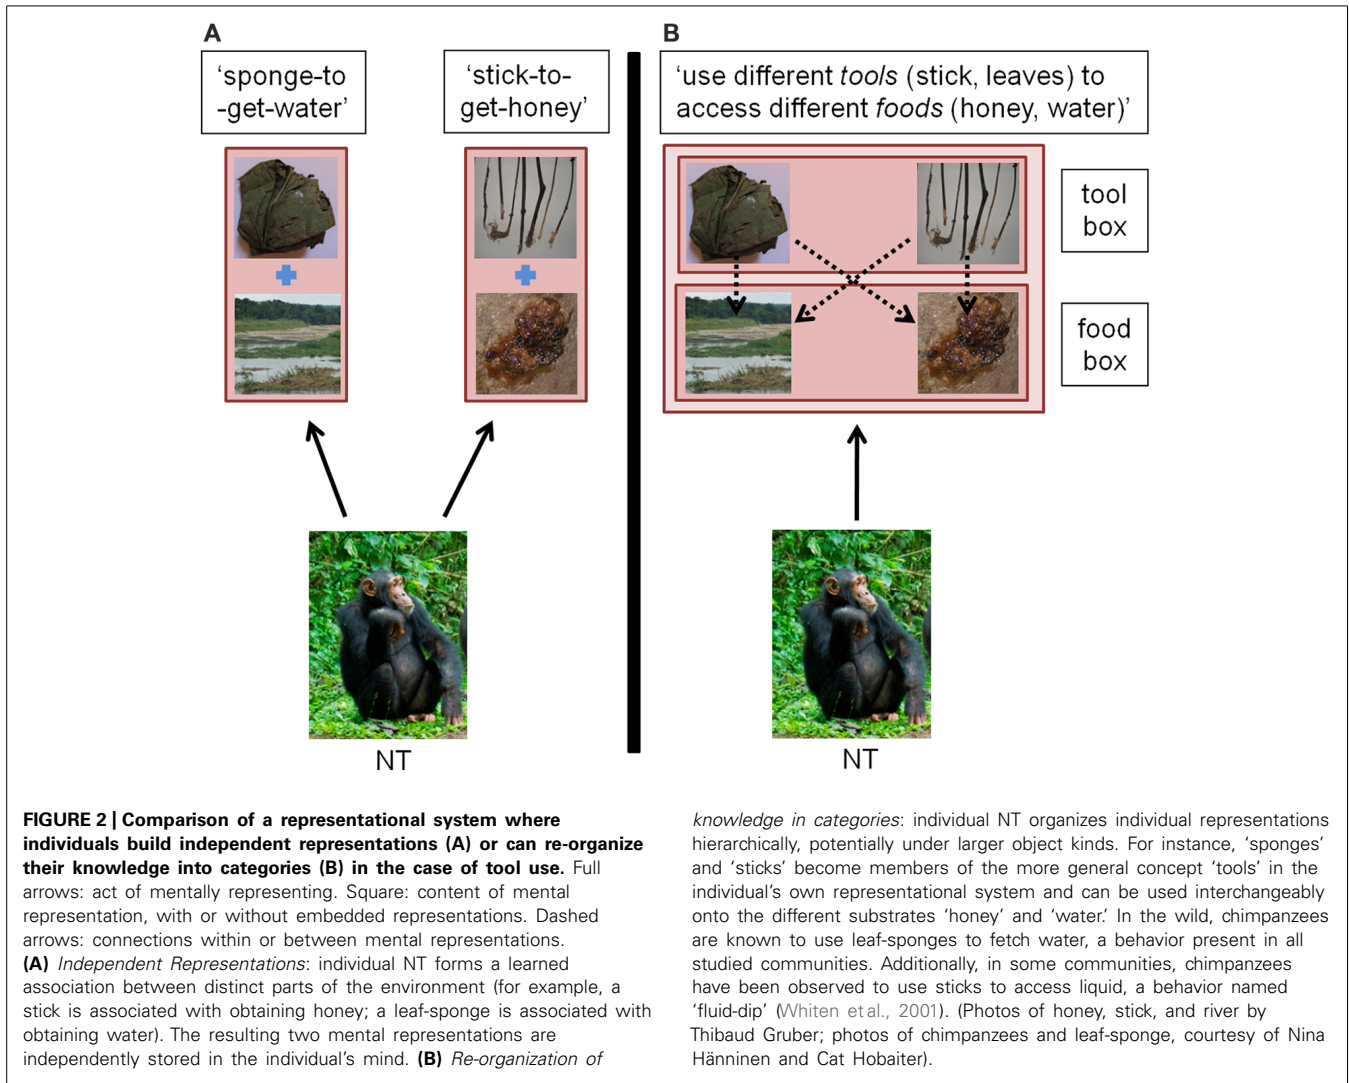 A
‘sponge-to
-get-water’
‘stick-to-
get-honey’
NT
B
‘use different tools (stick, leaves) to
access different foods (honey, water)’
tool
box
food
box
NT
FIGURE 2 | Comparison of a representational system where
individuals build independent representations (A) or can re-organize
their knowledge into categories (B) in the case of tool use. Full
arrows: act of mentally representing. Square: content of mental
representation, with or without embedded representations. Dashed
arrows: connections within or between mental representations.
(A) Independent Representations: individual NT forms a learned
association between distinct parts of the environment (for example, a
stick is associated with obtaining honey; a leaf-sponge is associated with
obtaining water). The resulting two mental representations are
independently stored in the individual’s mind. (B) Re-organization of
knowledge in categories: individual NT organizes individual representations
hierarchically, potentially under larger object kinds. For instance, ‘sponges’
and ‘sticks’ become members of the more general concept ‘tools’ in the
individual’s own representational system and can be used interchangeably
onto the different substrates ‘honey’ and ‘water.’ In the wild, chimpanzees
are known to use leaf-sponges to fetch water, a behavior present in all
studied communities. Additionally, in some communities, chimpanzees
have been observed to use sticks to access liquid, a behavior named
‘fluid-dip’ (Whiten et al., 2001). (Photos of honey, stick, and river by
Thibaud Gruber; photos of chimpanzees and leaf-sponge, courtesy of Nina
Hänninen and Cat Hobaiter).